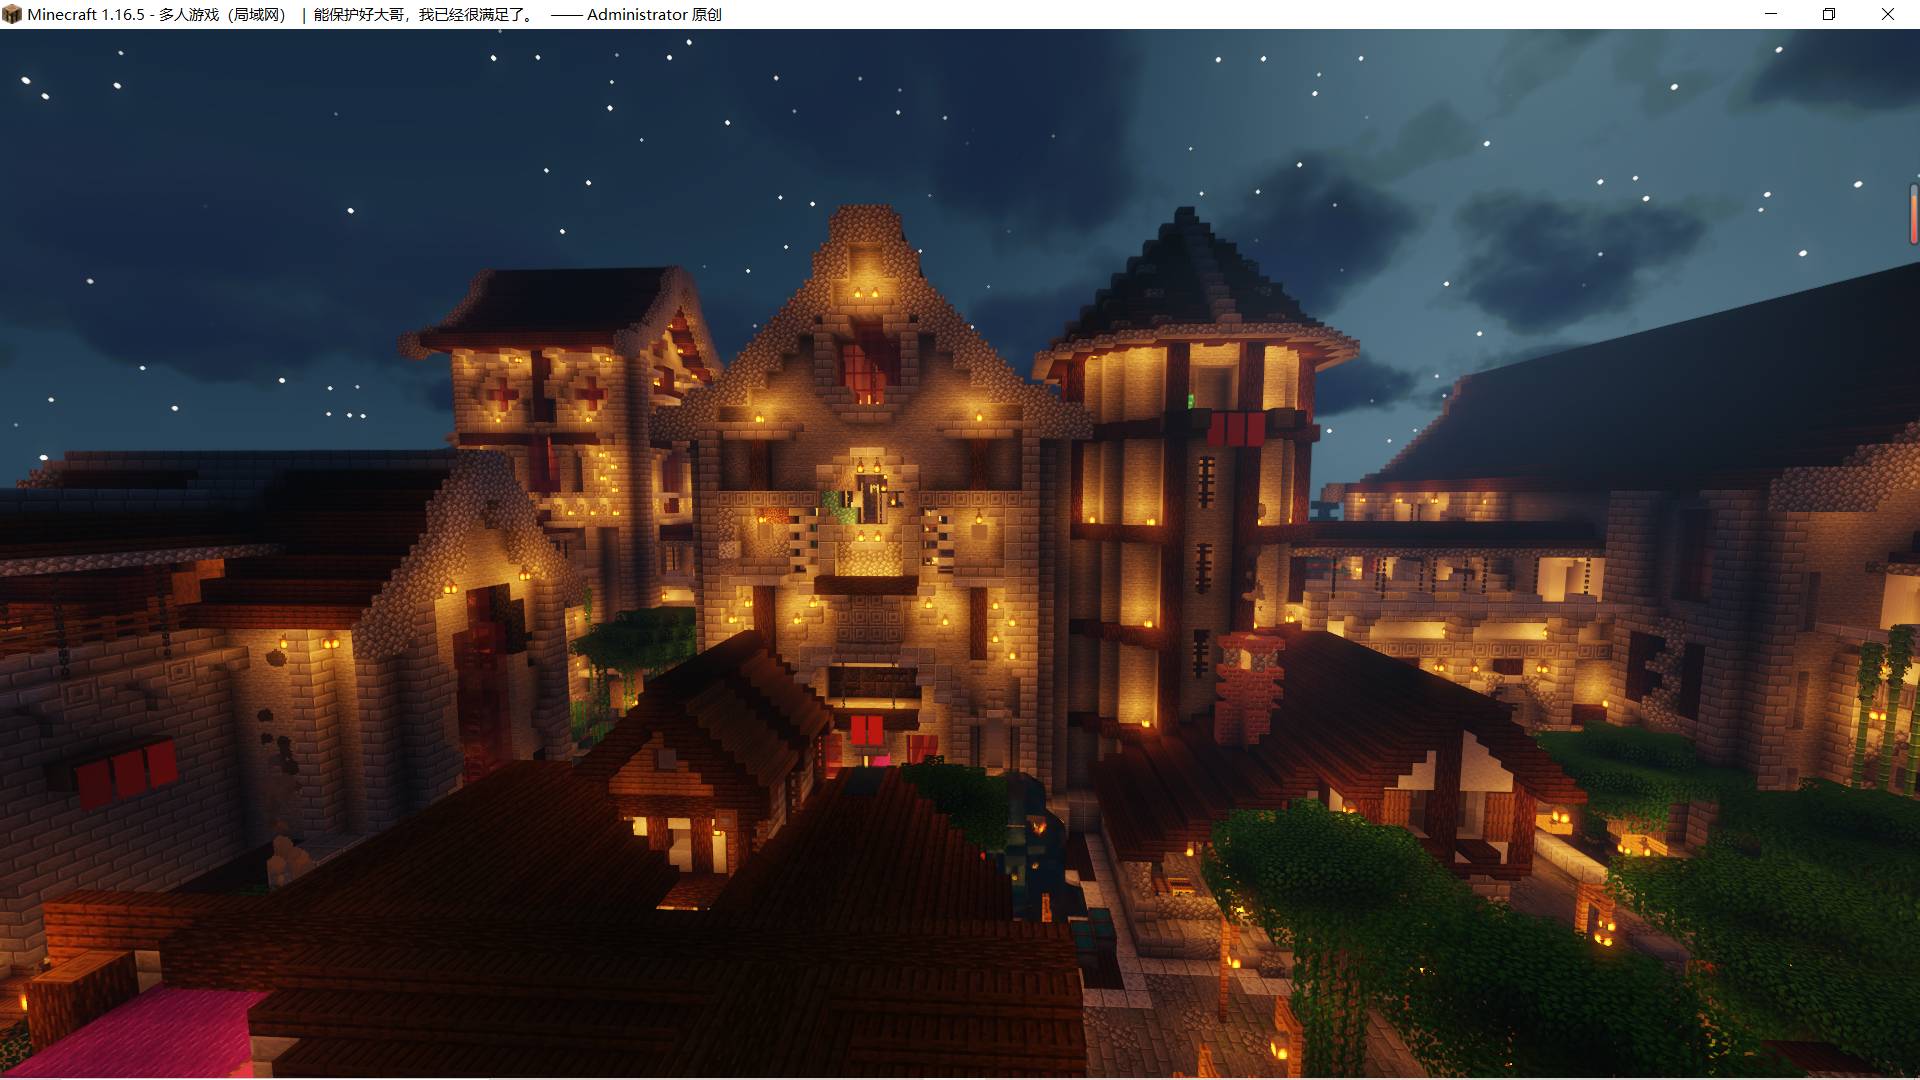 Minecraft 1.16.5 - 多人游戏（局域网） | 能保护好大哥，我已经很满足了。 —— Administrator 原创